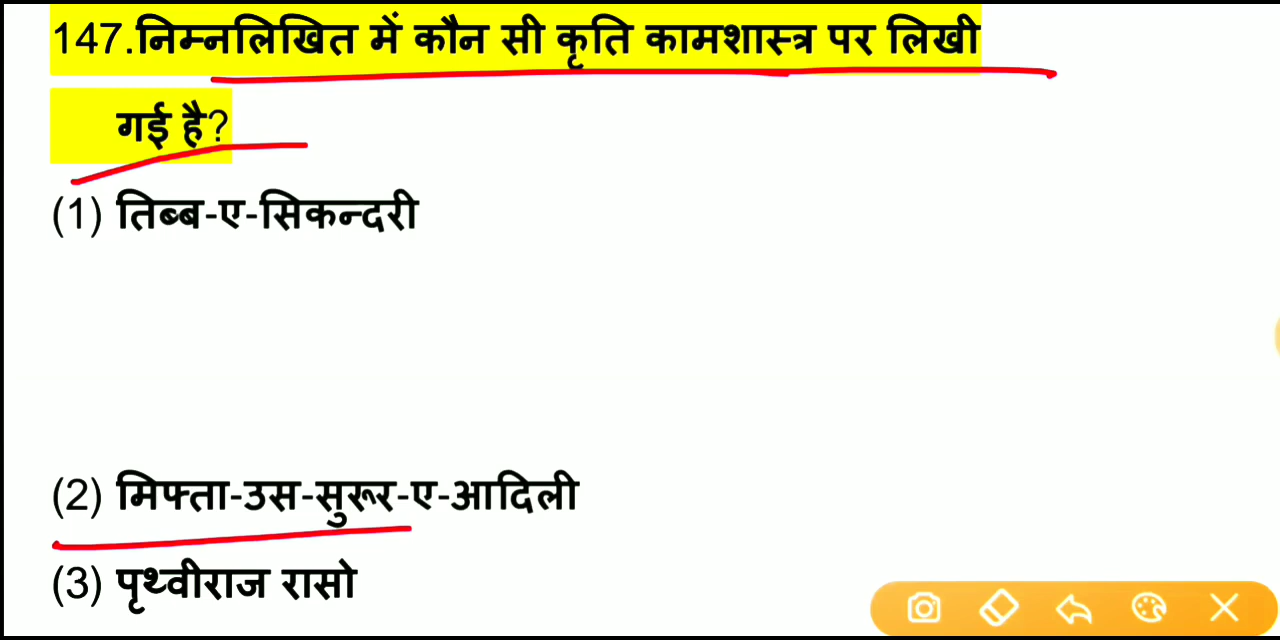 147.निम्नलिखित में कौन सी कृति कामशास्त्र पर लिखी
गई है?
(1) तिब्ब-ए-सिकन्दरी
(2) मिफ्ता-उस-सुरूर-ए-आदिली
(3) पृथ्वीराज रासो